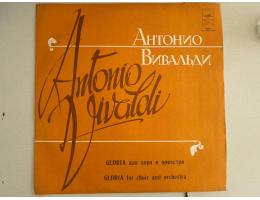 Антонио
Вивальди
Antonio
Vivaldi
GLORIA для хора и оркестра
GLORIA for choir and orchestra